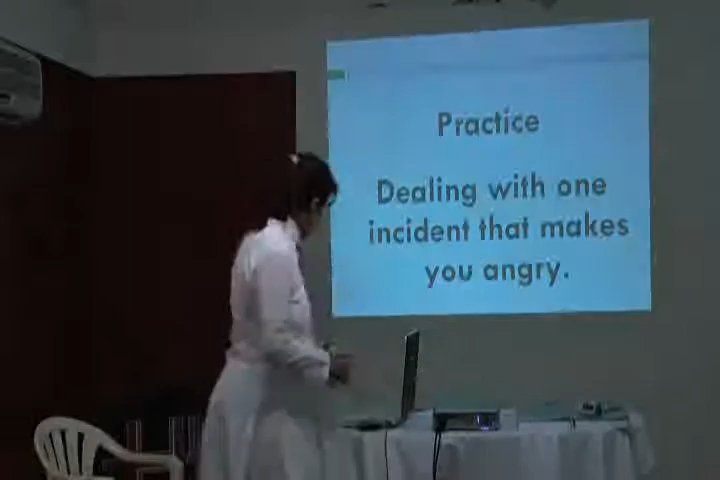 Practice
Dealing with one
incident that makes
you angry.